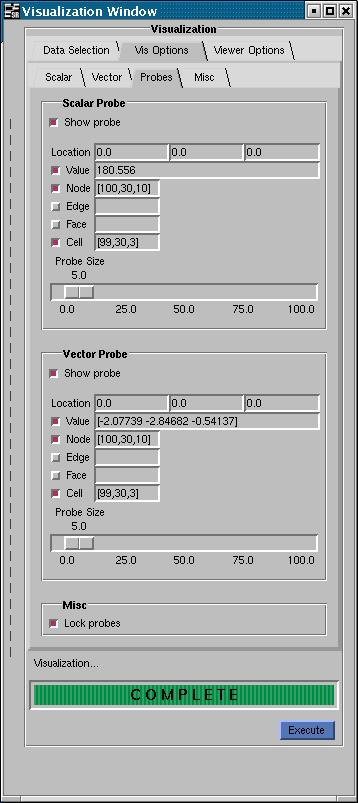 Visualization Window
Visualization
Data Selection Vis Options Viewer Options
Scalar Vector Probes Misc
Scalar Probe
Show probe
Location 0.0 0.0 0.0
Value 180.556
Node [100,30,10]
Edge
Face
Cell [99,30,3]
Probe Size
5.0
0.0 25.0 50.0 75.0 100.0
Vector Probe
Show probe
Location 0.0 0.0 0.0
Value [-2.07739 -2.84682 -0.54137]
Node [100,30,10]
Edge
Face
Cell [99,30,3]
Probe Size
5.0
0.0 25.0 50.0 75.0 100.0
Misc
Lock probes
Visualization...
COMPLETE
Execute